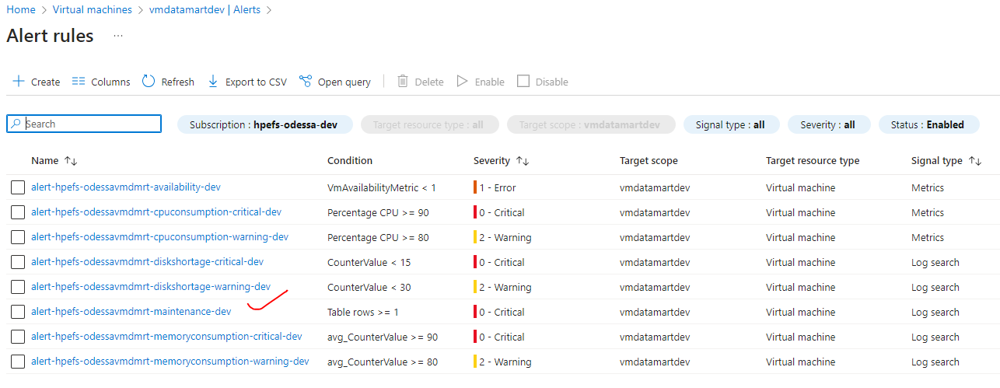 Home > Virtual machines > vmdatamartdev | Alerts >
Alert rules ...
Create Columns Refresh Export to CSV Open query Delete Enable Disable
Search Subscription : hpefs-odessa-dev Target resource type : all Target scope : vmdatamartdev Signal type : all Severity : all Status : Enabled
Name ↑↓ Condition Severity ↑↓ Target scope Target resource type Signal type ↑↓
alert-hpefs-odessavmdmrt-availability-dev VmAvailabilityMetric < 1 1 - Error vmdatamartdev Virtual machine Metrics
alert-hpefs-odessavmdmrt-cpuconsumption-critical-dev Percentage CPU >= 90 0 - Critical vmdatamartdev Virtual machine Metrics
alert-hpefs-odessavmdmrt-cpuconsumption-warning-dev Percentage CPU >= 80 2 - Warning vmdatamartdev Virtual machine Metrics
alert-hpefs-odessavmdmrt-diskshortage-critical-dev CounterValue < 15 0 - Critical vmdatamartdev Virtual machine Log search
alert-hpefs-odessavmdmrt-diskshortage-warning-dev CounterValue < 30 2 - Warning vmdatamartdev Virtual machine Log search
alert-hpefs-odessavmdmrt-maintenance-dev Table rows >= 1 0 - Critical vmdatamartdev Virtual machine Log search
alert-hpefs-odessavmdmrt-memoryconsumption-critical-dev avg_CounterValue >= 90 0 - Critical vmdatamartdev Virtual machine Log search
alert-hpefs-odessavmdmrt-memoryconsumption-warning-dev avg_CounterValue >= 80 2 - Warning vmdatamartdev Virtual machine Log search